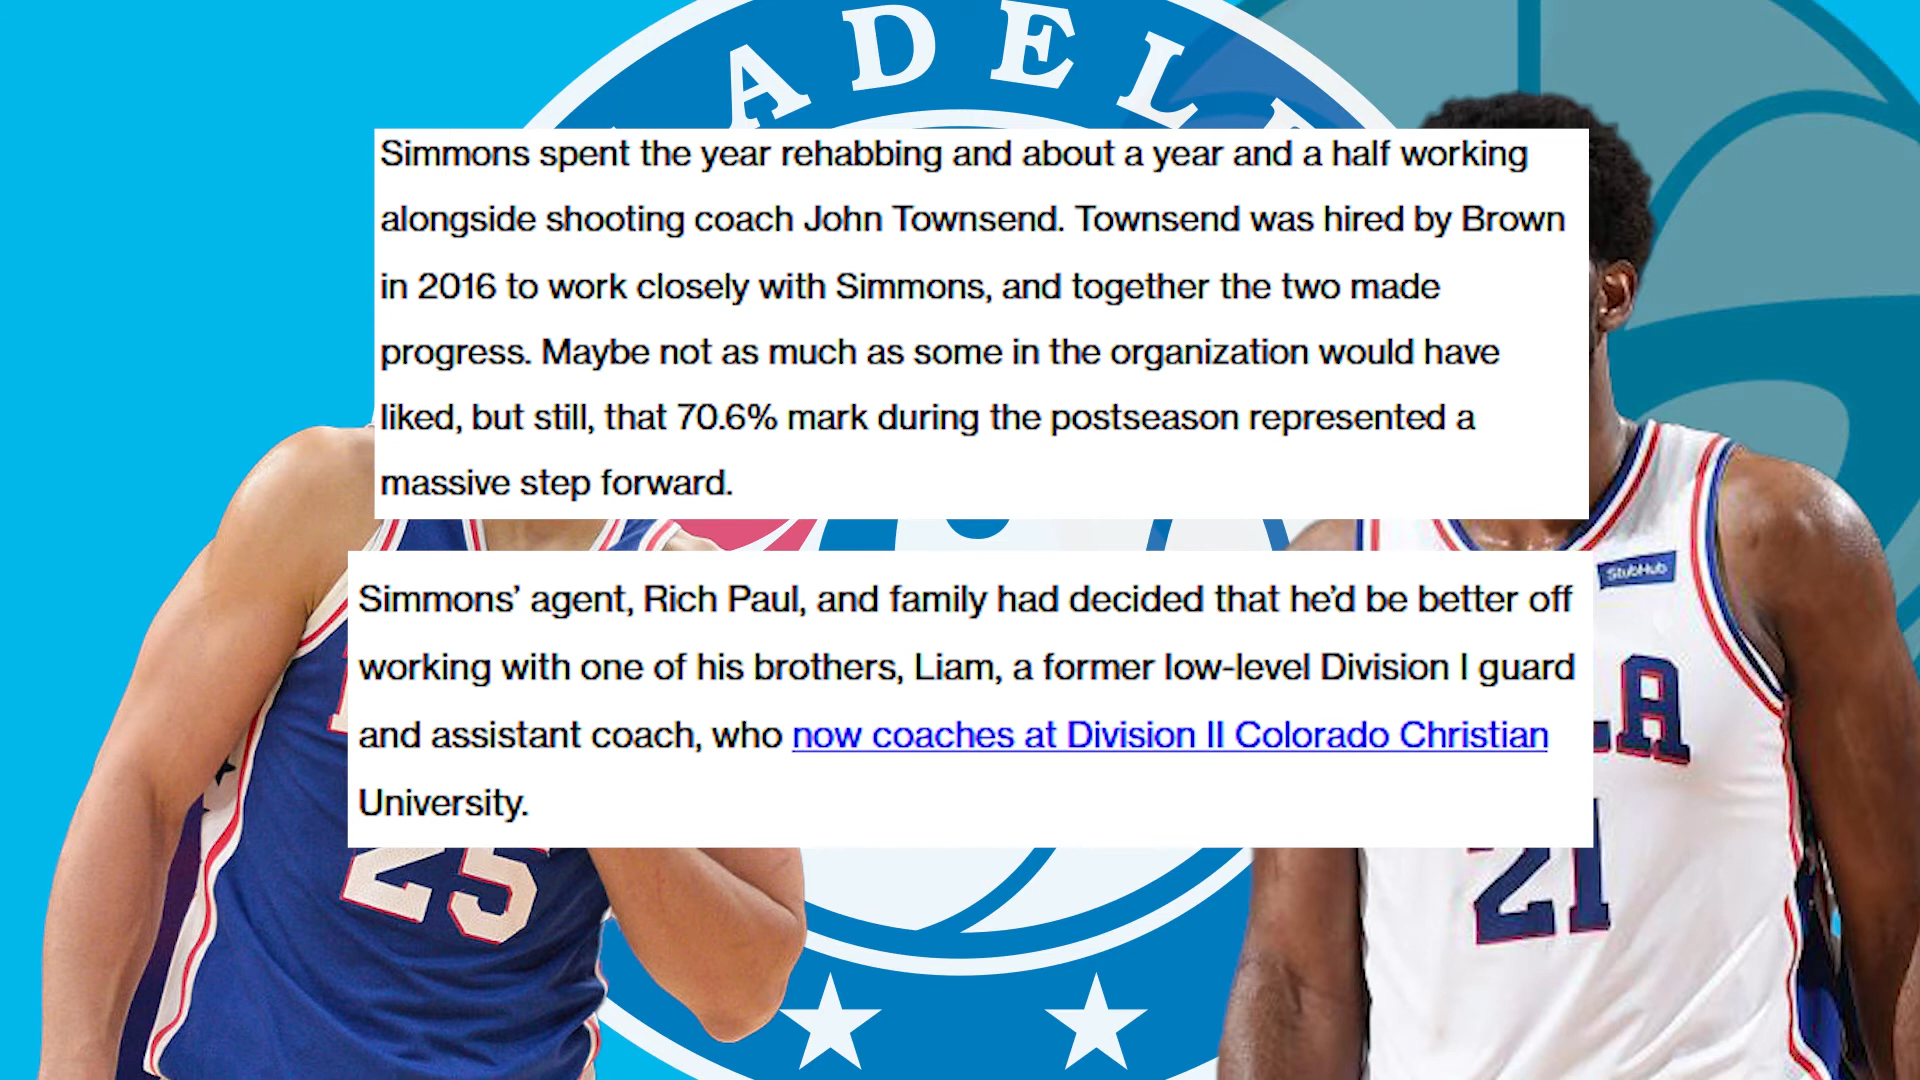 ADEL
Simmons spent the year rehabbing and about a year and a half working
alongside shooting coach John Townsend. Townsend was hired by Brown
in 2016 to work closely with Simmons, and together the two made
progress. Maybe not as much as some in the organization would have
liked, but still, that 70.6% mark during the postseason represented a
massive step forward.
StubHub
Simmons’ agent, Rich Paul, and family had decided that he’d be better off
working with one of his brothers, Liam, a former low-level Division I guard
and assistant coach, who now coaches at Division II Colorado Christian
University.
LA
25
21